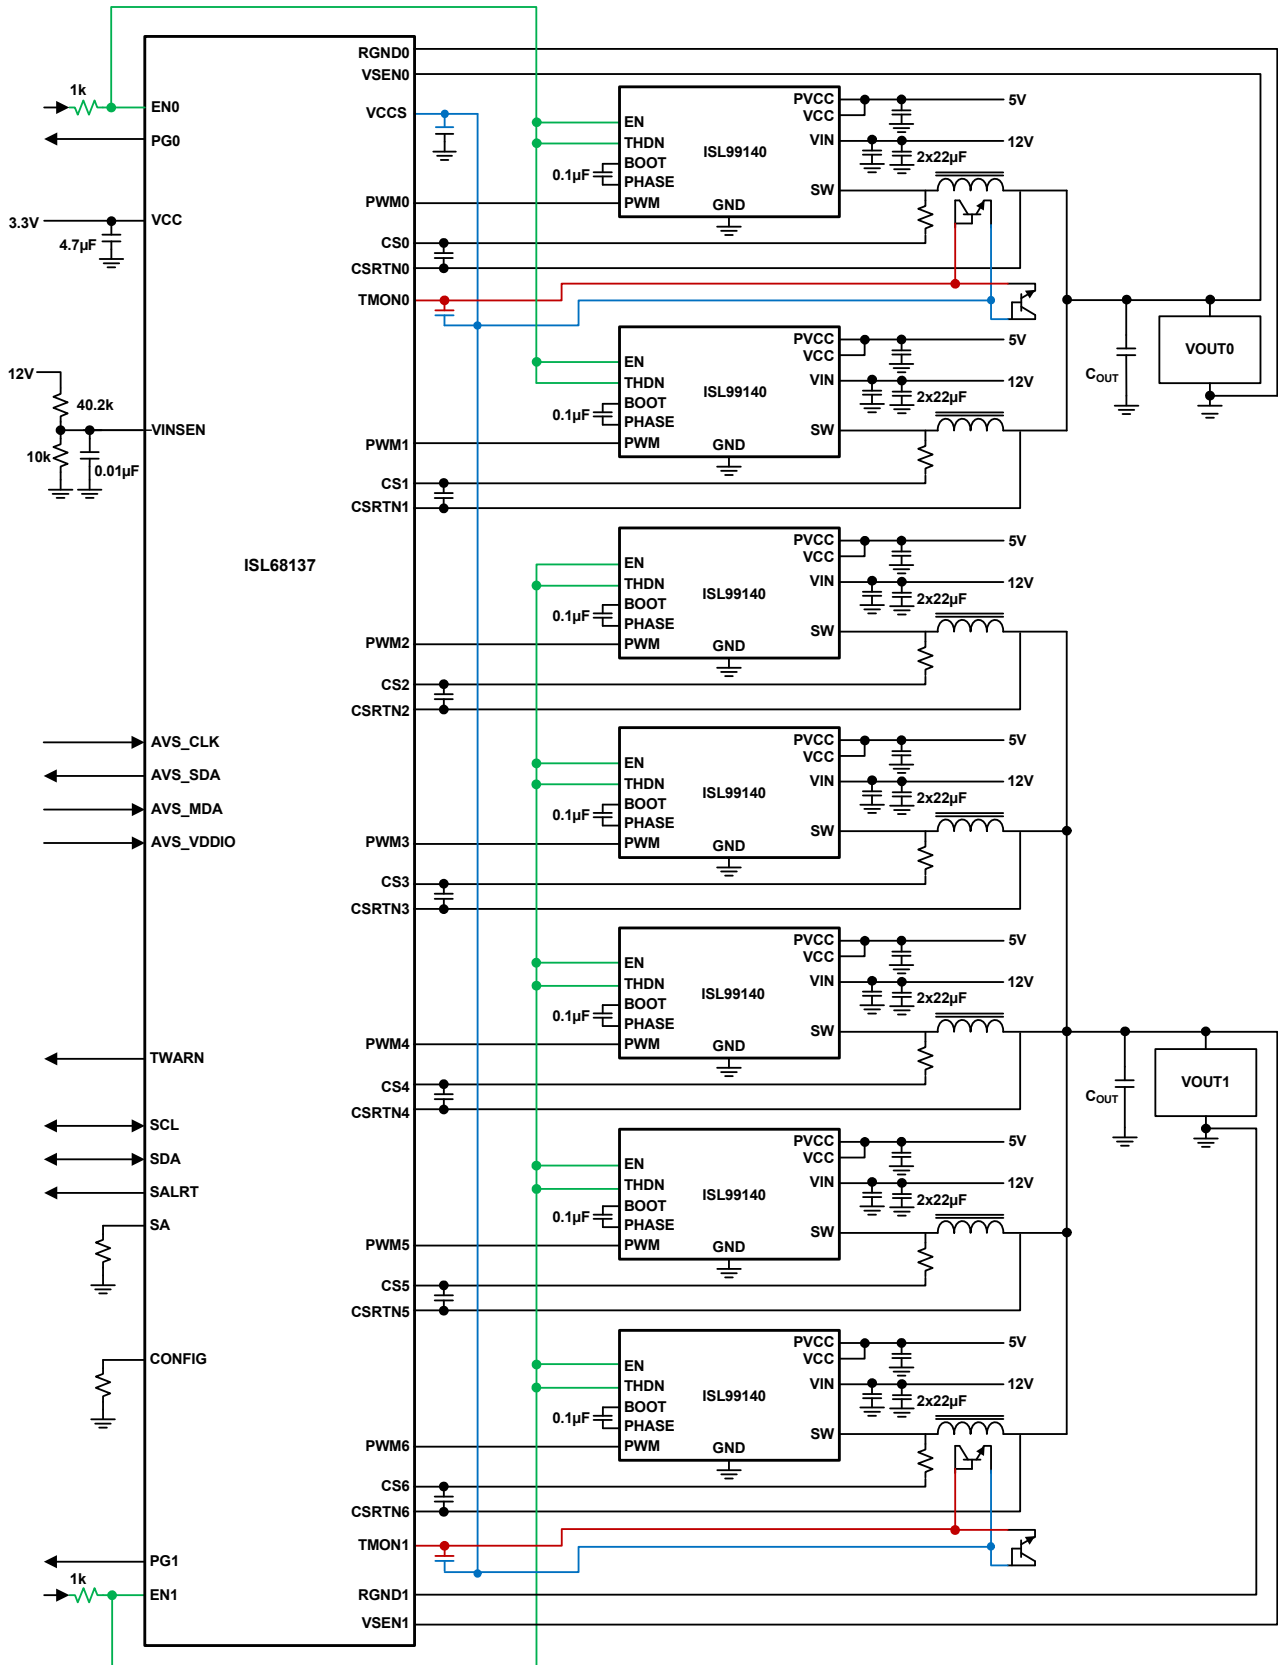 RGND0
VSEN0
1k
EN0
VCCS
PG0
PWM0
3.3V
VCC
4.7µF
CS0
CSRTN0
TMON0
12V
40.2k
VINSEN
10k
0.01µF
PWM1
CS1
CSRTN1
ISL68137
PWM2
CS2
CSRTN2
AVS_CLK
AVS_SDA
AVS_MDA
AVS_VDDIO
PWM3
CS3
CSRTN3
TWARN
PWM4
CS4
CSRTN4
SCL
SDA
SALRT
SA
PWM5
CS5
CSRTN5
CONFIG
PWM6
CS6
CSRTN6
TMON1
PG1
1k
EN1
RGND1
VSEN1
PVCC
VCC
5V
EN
THDN
VIN
12V
ISL99140
BOOT
0.1µF
PHASE
2x22µF
SW
PWM
GND
PVCC
VCC
5V
EN
THDN
VIN
12V
ISL99140
BOOT
0.1µF
PHASE
2x22µF
SW
PWM
GND
COUT
VOUT0
PVCC
VCC
5V
EN
THDN
VIN
12V
ISL99140
BOOT
0.1µF
PHASE
2x22µF
SW
PWM
GND
PVCC
VCC
5V
EN
THDN
VIN
12V
ISL99140
BOOT
0.1µF
PHASE
2x22µF
SW
PWM
GND
PVCC
VCC
5V
EN
THDN
VIN
12V
ISL99140
BOOT
0.1µF
PHASE
2x22µF
SW
PWM
GND
COUT
VOUT1
PVCC
VCC
5V
EN
THDN
VIN
12V
ISL99140
BOOT
0.1µF
PHASE
2x22µF
SW
PWM
GND
PVCC
VCC
5V
EN
THDN
VIN
12V
ISL99140
BOOT
0.1µF
PHASE
2x22µF
SW
PWM
GND